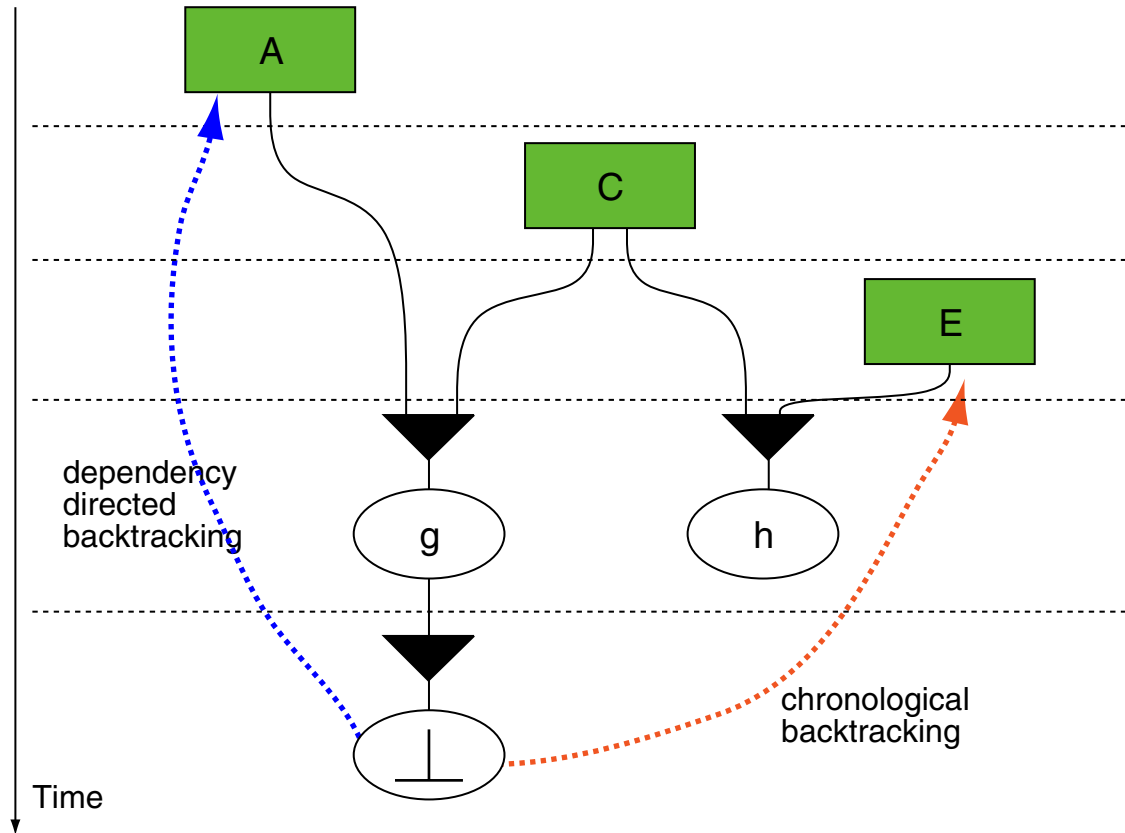 A
C
E
dependency
directed
backtracking
g
h
chronological
backtracking
⊥
Time